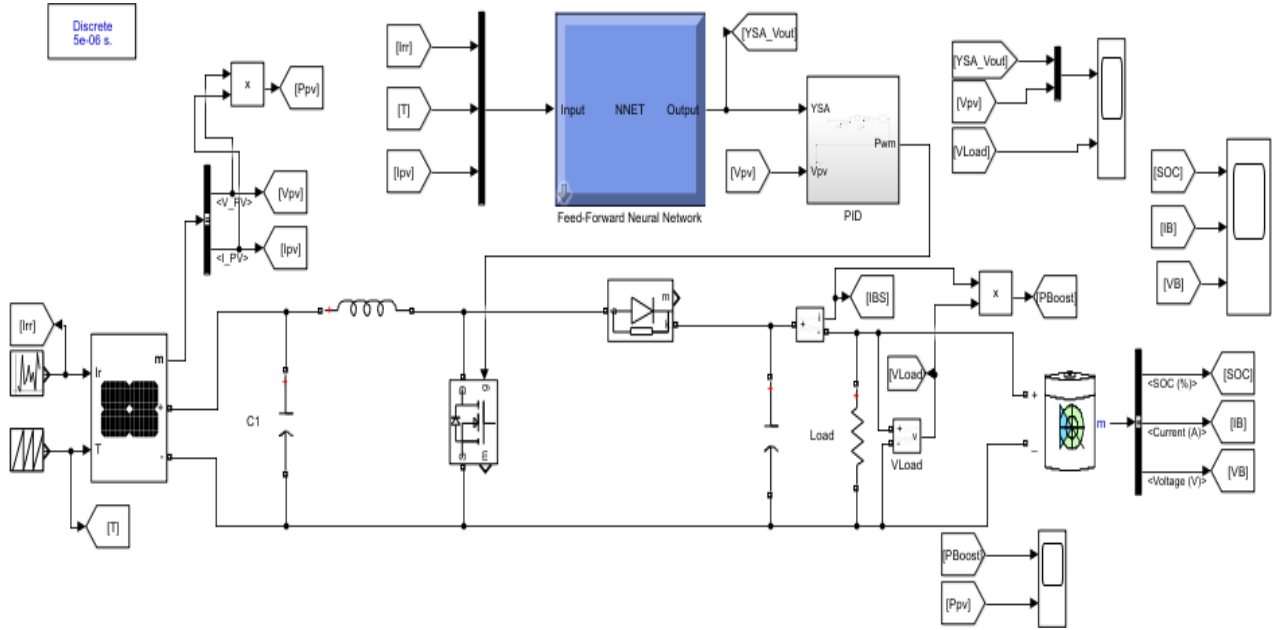 Discrete
5e-06 s.
x
[Ppv]
<V_PV>
[Vpv]
<I_PV>
[Ipv]
[Irr]
[T]
[Ipv]
Input
NNET
Output
Feed-Forward Neural Network
[YSA_Vout]
[Vpv]
YSA
Vpv
Pwm
PID
[YSA_Vout]
[Vpv]
[VLoad]
[SOC]
[IB]
[VB]
[Irr]
Ir
T
m
+
-
[T]
C1
+
+
g
m
m
+
i
-
[IBS]
x
[PBoost]
+
+
Load
[VLoad]
+
-
v
VLoad
+
_
m
<SOC (%)>
[SOC]
<Current (A)>
[IB]
<Voltage (V)>
[VB]
[PBoost]
[Ppv]